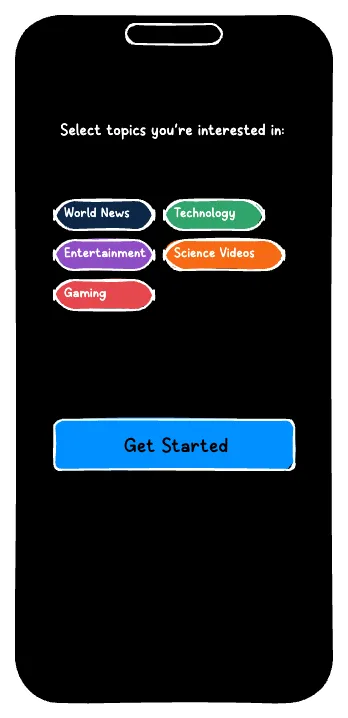 Select topics you're interested in:
World News
Technology
Entertainment
Science Videos
Gaming
Get Started